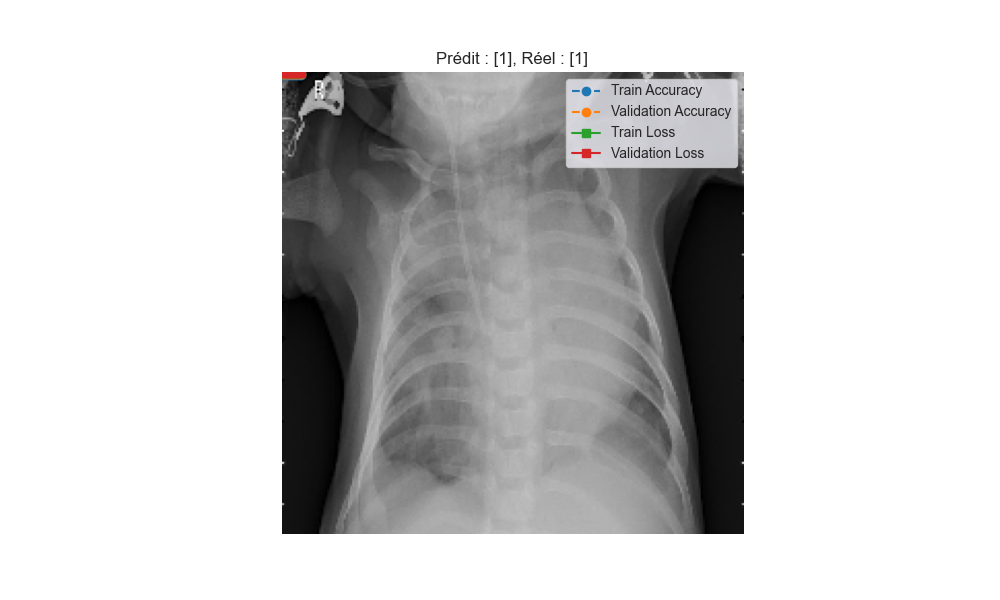 Prédit : [1], Réel : [1]
R
Train Accuracy
Validation Accuracy
Train Loss
Validation Loss